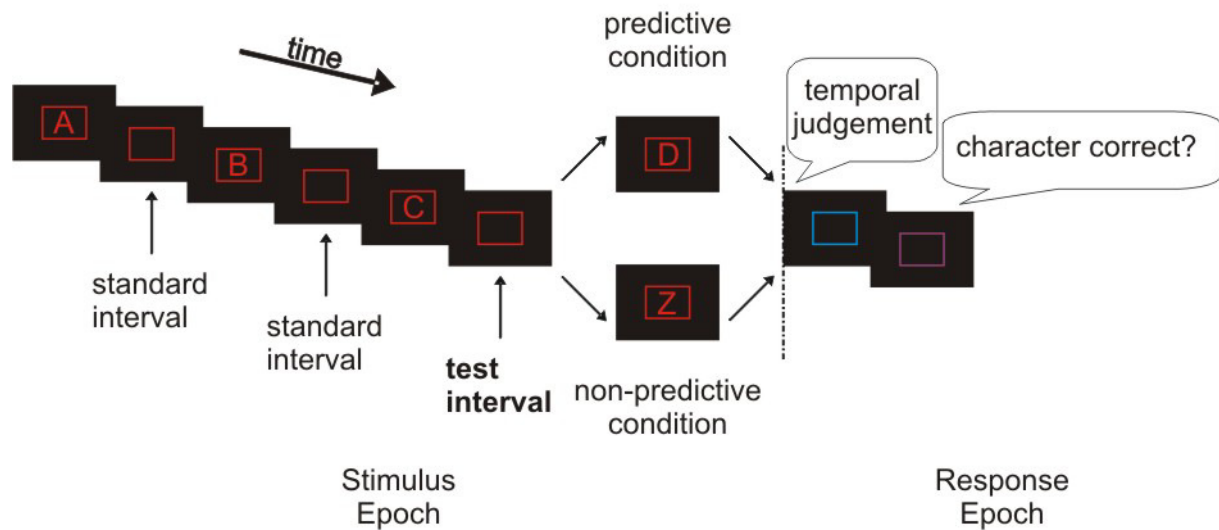 time
A
B
C
standard
interval
standard
interval
test
interval
predictive
condition
D
Z
non-predictive
condition
temporal
judgement
character correct?
Stimulus
Epoch
Response
Epoch